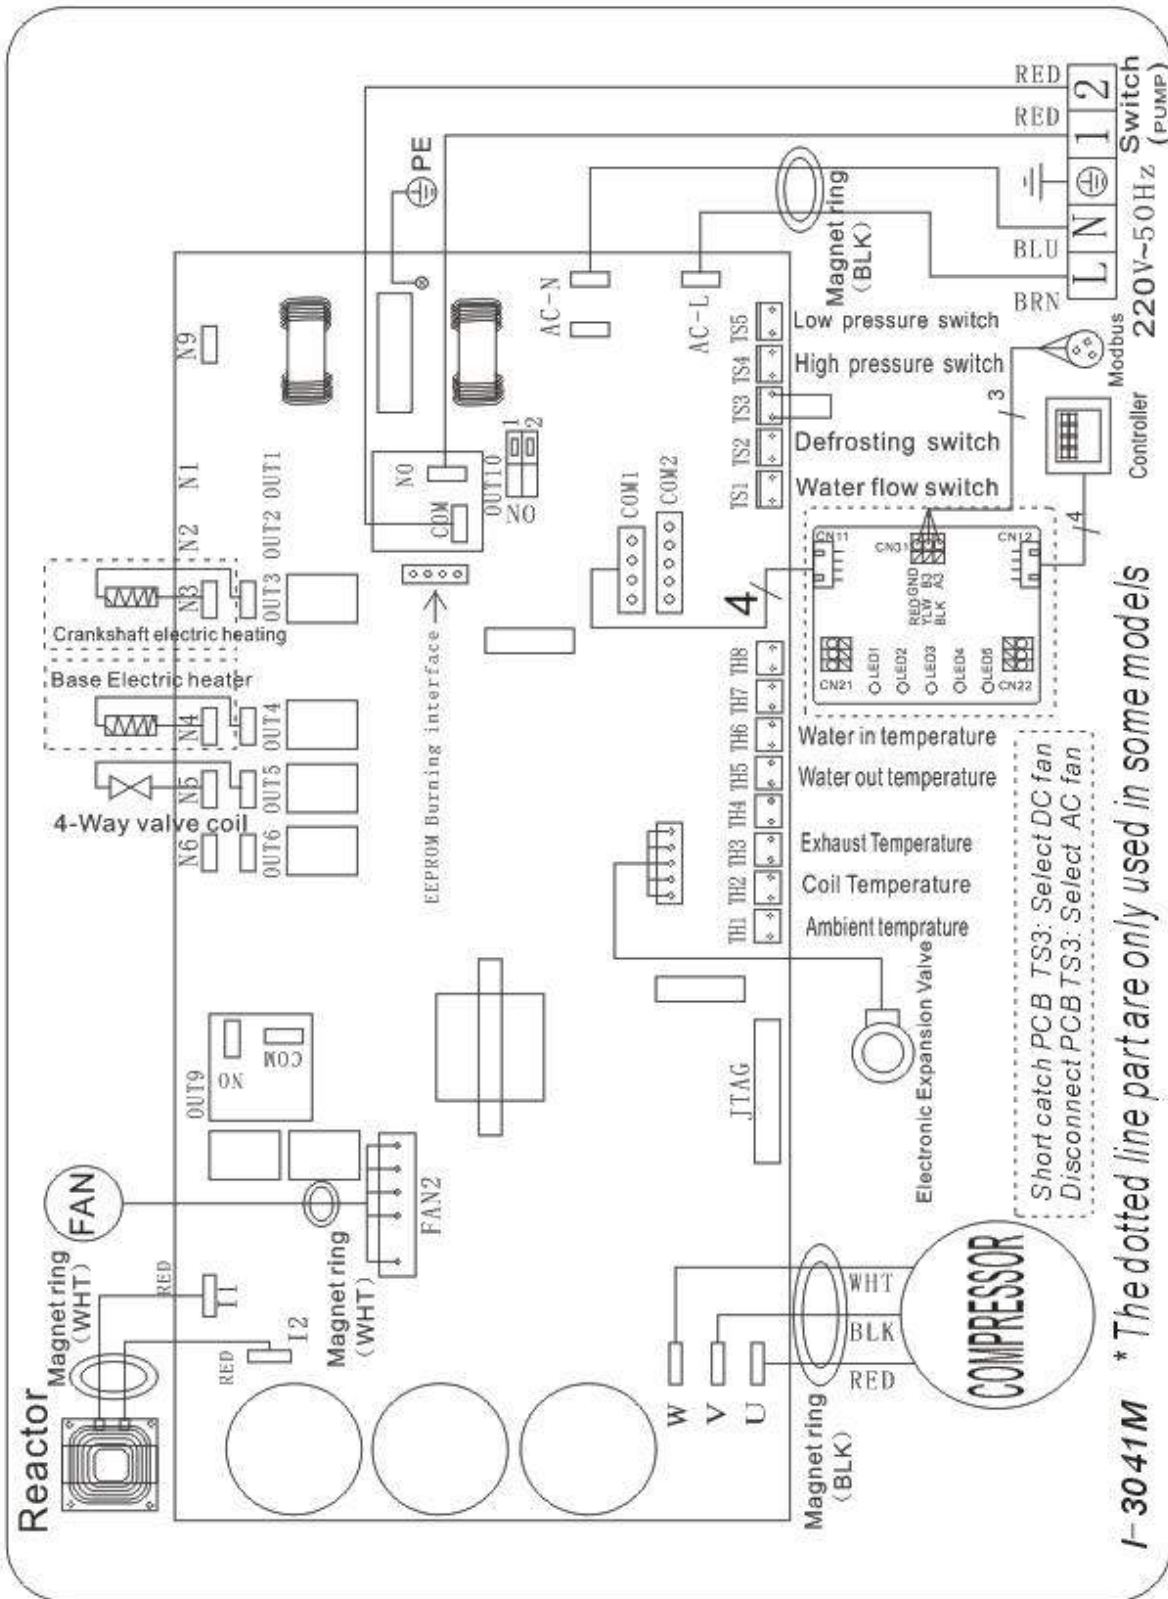 Reactor
Magnet ring
(WHT)
FAN
RED
I1
RED
I2
Magnet ring
(WHT)
FAN2
OUT9
NO
COM
N6
N5
N4
N3
N2
N1
N9
OUT6
OUT5
OUT4
OUT3
OUT2
OUT1
4-Way valve coil
Base Electric heater
Crankshaft electric heating
EEPROM Burning interface
COM
NO
OUT10
NO
1
2
PE
AC-N
AC-L
COM1
COM2
JTAG
TH1
TH2
TH3
TH4
TH5
TH6
TH7
TH8
TS1
TS2
TS3
TS4
TS5
Ambient temprature
Coil Temperature
Exhaust Temperature
Water out temperature
Water in temperature
Water flow switch
Defrosting switch
High pressure switch
Low pressure switch
Electronic Expansion Valve
4
CN21
LED1
LED2
LED3
LED4
LED5
CN22
CN11
CN31
CN12
RED
YLW
BLK
GND
B3
A3
4
3
Controller
Modbus
Magnet ring
(BLK)
BRN
BLU
RED
RED
L
N
1
2
220V~50Hz
Switch
(PUMP)
W
V
U
Magnet ring
(BLK)
WHT
BLK
RED
COMPRESSOR
Short catch PCB TS3: Select DC fan
Disconnect PCBTS3: Select AC fan
I-3041M
* The dotted line part are only used in some models